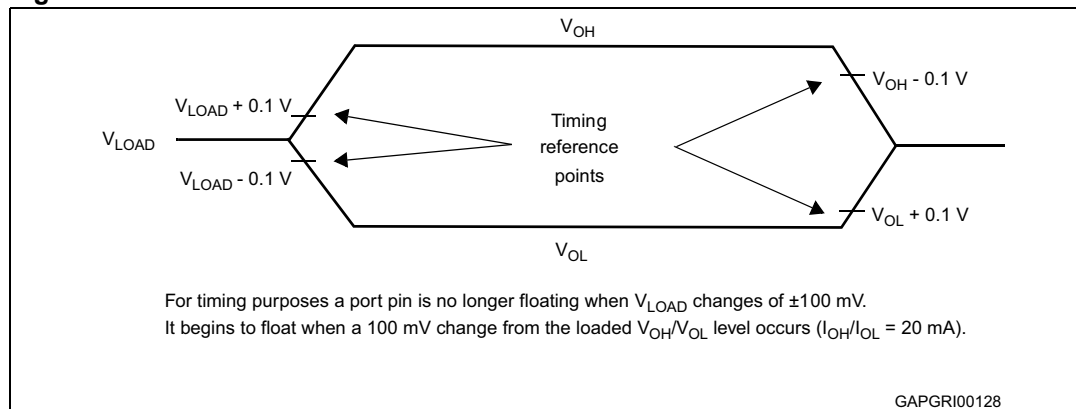 V_OH
V_OH - 0.1 V
V_LOAD + 0.1 V
V_LOAD
Timing
reference
points
V_LOAD - 0.1 V
V_OL + 0.1 V
V_OL
For timing purposes a port pin is no longer floating when V_LOAD changes of ±100 mV.
It begins to float when a 100 mV change from the loaded V_OH/V_OL level occurs (I_OH/I_OL = 20 mA).
GAPGRI00128